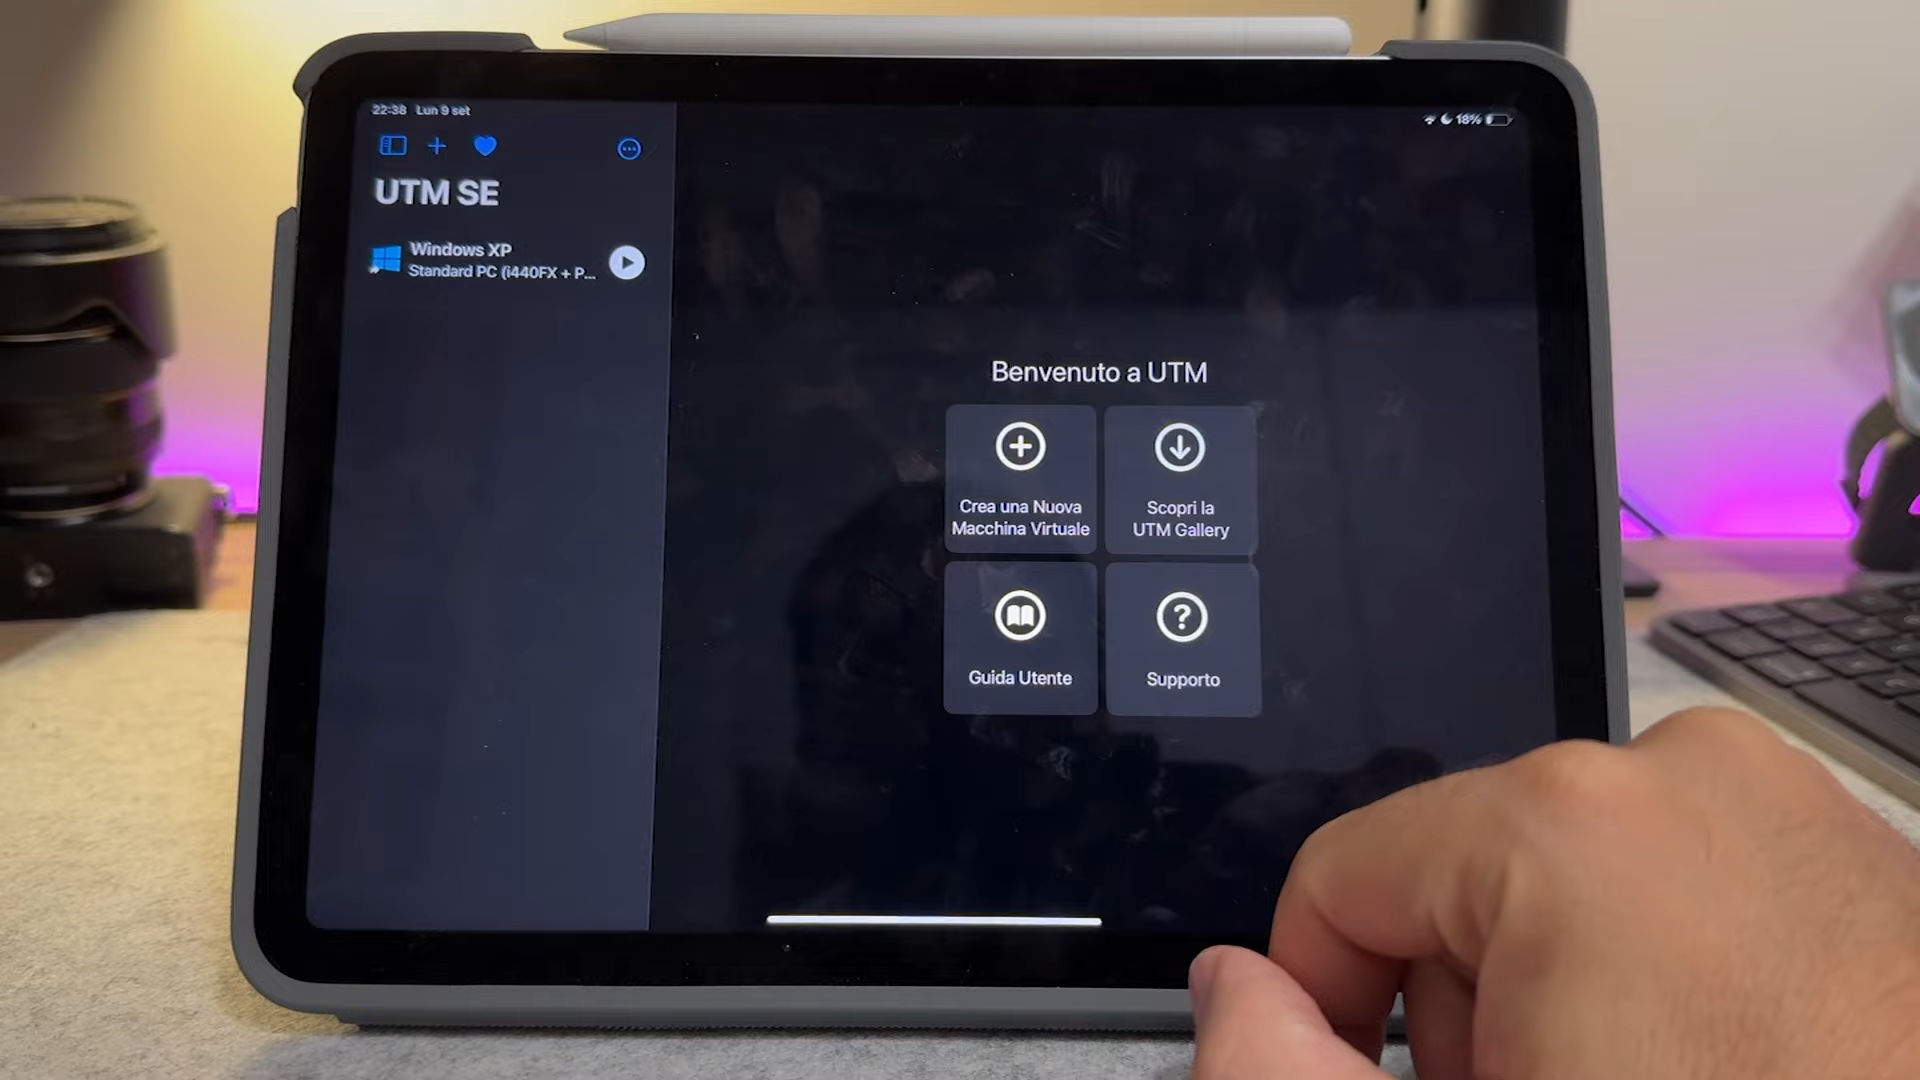 22:38 Lun 9 set
18%
UTM SE
Windows XP
Standard PC (i440FX + P...
Benvenuto a UTM
Crea una Nuova
Macchina Virtuale
Scopri la
UTM Gallery
Guida Utente
Supporto